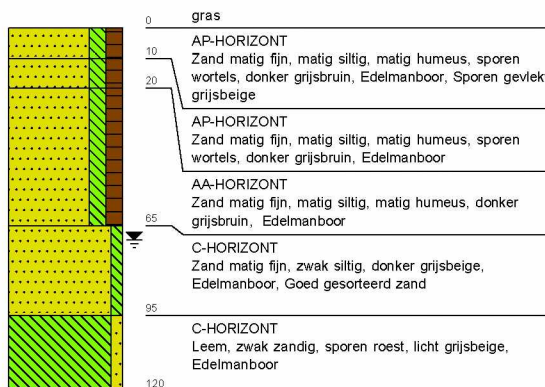 0
gras
AP-HORIZONT
Zand matig fijn, matig siltig, matig humeus, sporen
wortels, donker grijsbruin, Edelmanboor, Sporen gevlekt
grijsbeige
10
20
AP-HORIZONT
Zand matig fijn, matig siltig, matig humeus, sporen
wortels, donker grijsbruin, Edelmanboor
AA-HORIZONT
Zand matig fijn, matig siltig, matig humeus, donker
grijsbruin, Edelmanboor
65
C-HORIZONT
Zand matig fijn, zwak siltig, donker grijsbeige,
Edelmanboor, Goed gesorteerd zand
95
C-HORIZONT
Leem, zwak zandig, sporen roest, licht grijsbeige,
Edelmanboor
120